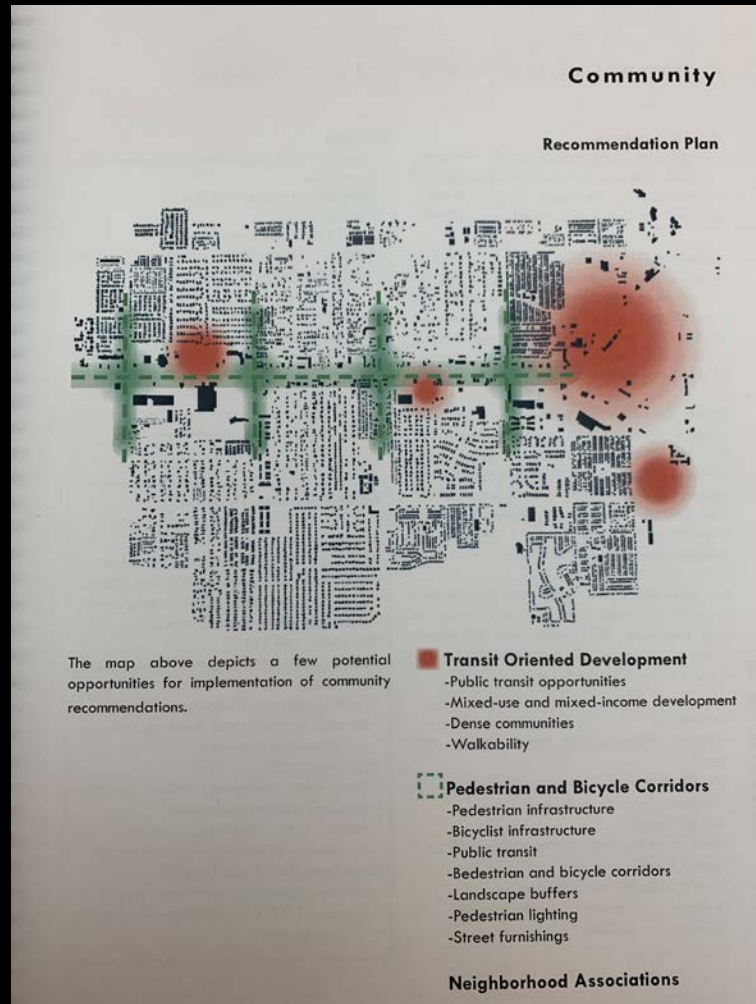 Community
Recommendation Plan
The map above depicts a few potential
opportunities for implementation of community
recommendations.
Transit Oriented Development
-Public transit opportunities
-Mixed-use and mixed-income development
-Dense communities
-Walkability
Pedestrian and Bicycle Corridors
-Pedestrian infrastructure
-Bicyclist infrastructure
-Public transit
-Bedestrian and bicycle corridors
-Landscape buffers
-Pedestrian lighting
-Street furnishings
Neighborhood Associations